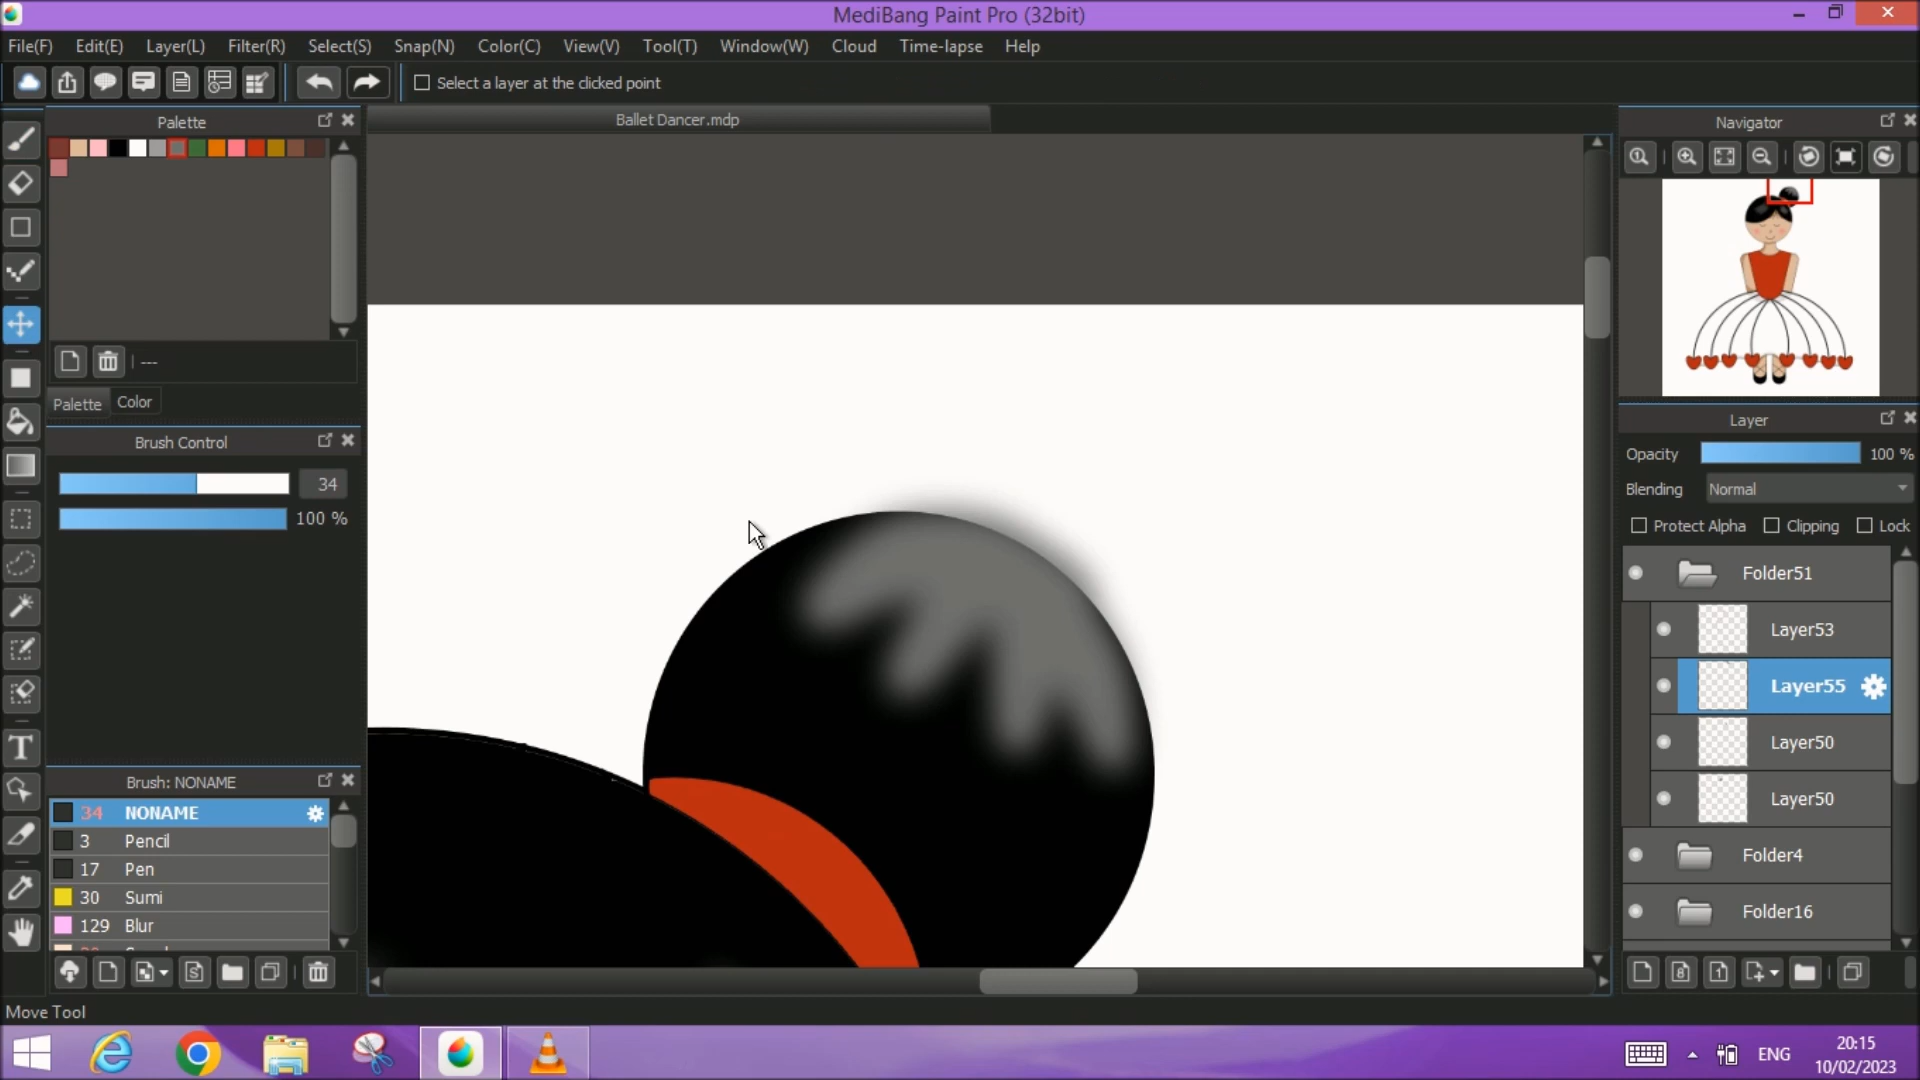 MediBang Paint Pro (32bit)
File(F) Edit(E) Layer(L) Filter(R) Select(S) Snap(N) Color(C) View(V) Tool(T) Window(W) Cloud Time-lapse Help
Select a layer at the clicked point
Palette
Ballet Dancer.mdp
Navigator
---
Palette Color
Brush Control
34
100 %
Layer
Opacity 100 %
Blending Normal
Protect Alpha Clipping Lock
Folder51
Layer53
Layer55
Layer50
Layer50
Folder4
Folder16
Brush: NONAME
34 NONAME
3 Pencil
17 Pen
30 Sumi
129 Blur
Move Tool
ENG
20:15
10/02/2023